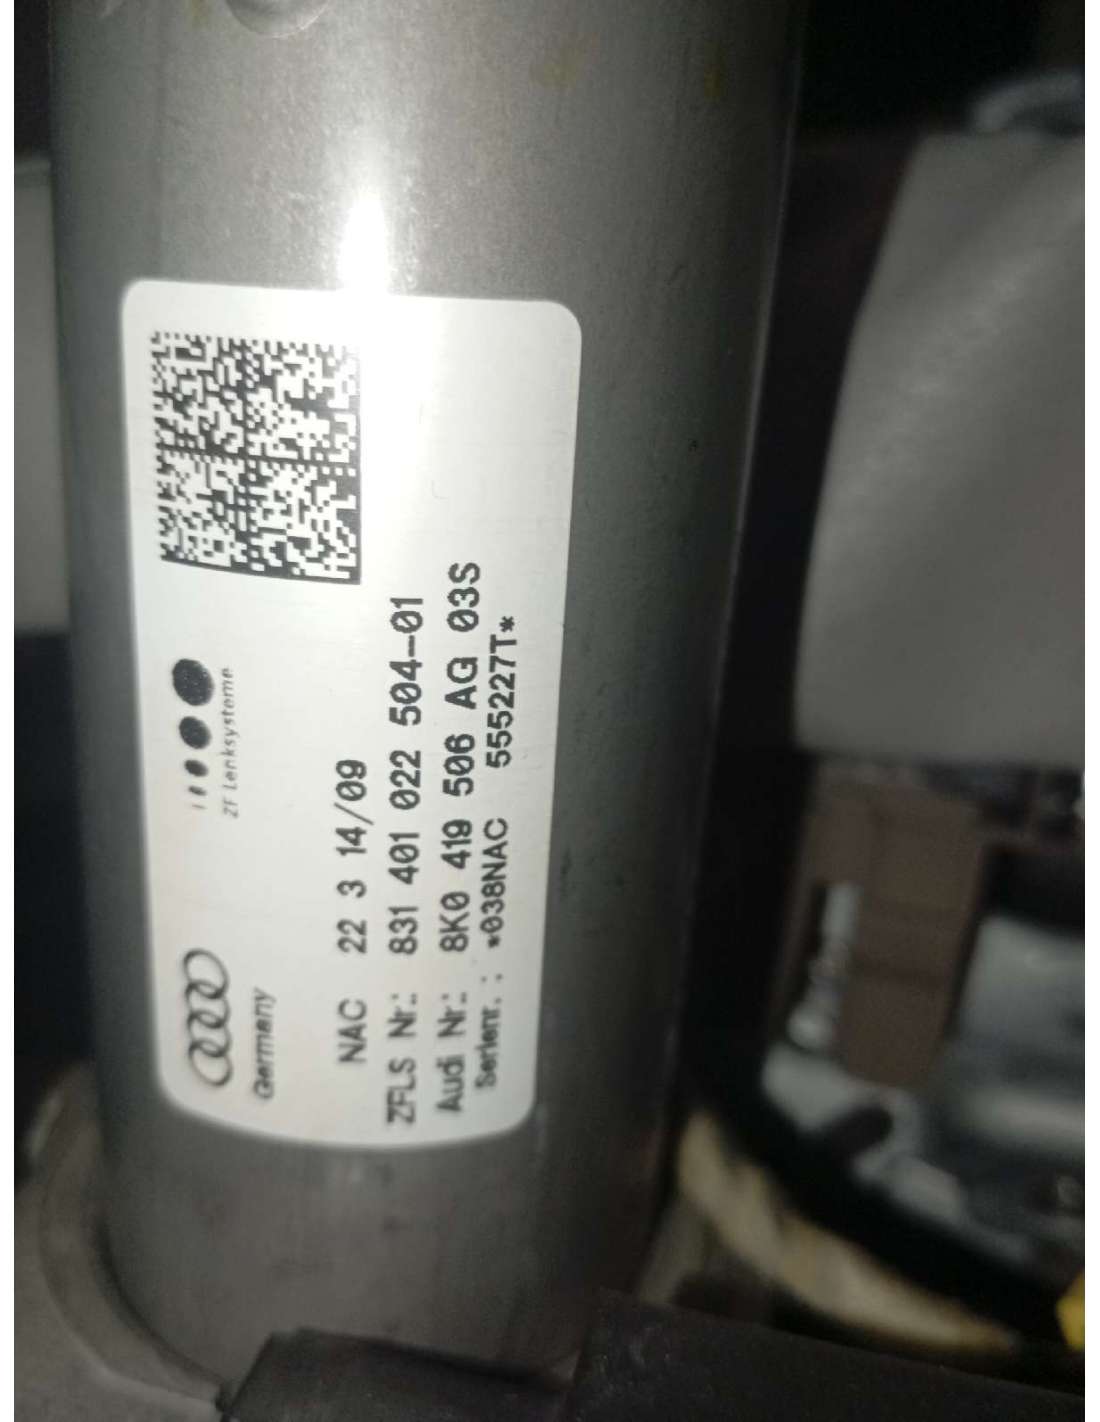 Germany
ZF Lenksysteme
NAC 22 3 14/09
ZFLS Nr.: 831 401 022 504-01
Audi Nr.: 8K0 419 506 AG 03S
Seriennr.: *038NAC 555227T*